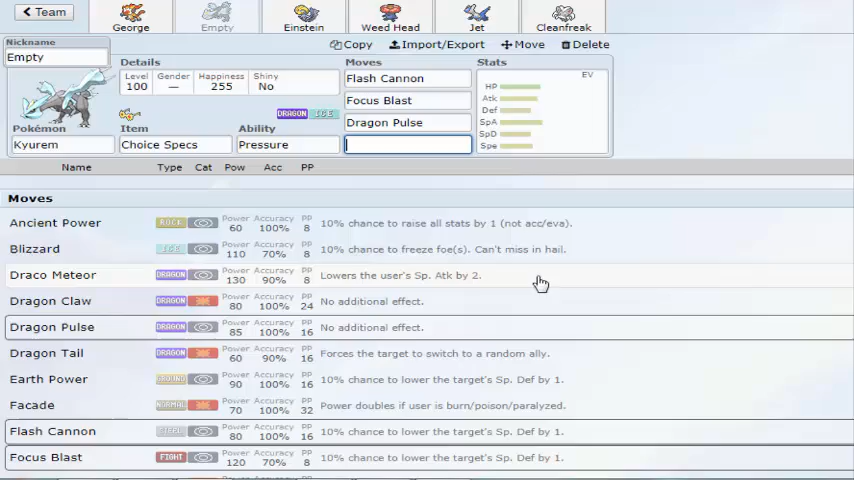 Team
George
Empty
Einstein
Weed Head
Jet
Cleanfreak
Copy Import/Export Move Delete
Nickname
Empty
Details
Level
100
Gender
—
Happiness
255
Shiny
No
DRAGON ICE
Pokémon
Kyurem
Item
Choice Specs
Ability
Pressure
Moves
Flash Cannon
Focus Blast
Dragon Pulse
Stats
EV
HP
Atk
Def
SpA
SpD
Spe
Name Type Cat Pow Acc PP
Moves
Ancient Power ROCK Power 60 Accuracy 100% PP 8 10% chance to raise all stats by 1 (not acc/eva).
Blizzard ICE Power 110 Accuracy 70% PP 8 10% chance to freeze foe(s). Can't miss in hail.
Draco Meteor DRAGON Power 130 Accuracy 90% PP 8 Lowers the user's Sp. Atk by 2.
Dragon Claw DRAGON Power 80 Accuracy 100% PP 24 No additional effect.
Dragon Pulse DRAGON Power 85 Accuracy 100% PP 16 No additional effect.
Dragon Tail DRAGON Power 60 Accuracy 90% PP 16 Forces the target to switch to a random ally.
Earth Power GROUND Power 90 Accuracy 100% PP 16 10% chance to lower the target's Sp. Def by 1.
Facade NORMAL Power 70 Accuracy 100% PP 32 Power doubles if user is burn/poison/paralyzed.
Flash Cannon STEEL Power 80 Accuracy 100% PP 16 10% chance to lower the target's Sp. Def by 1.
Focus Blast FIGHT Power 120 Accuracy 70% PP 8 10% chance to lower the target's Sp. Def by 1.